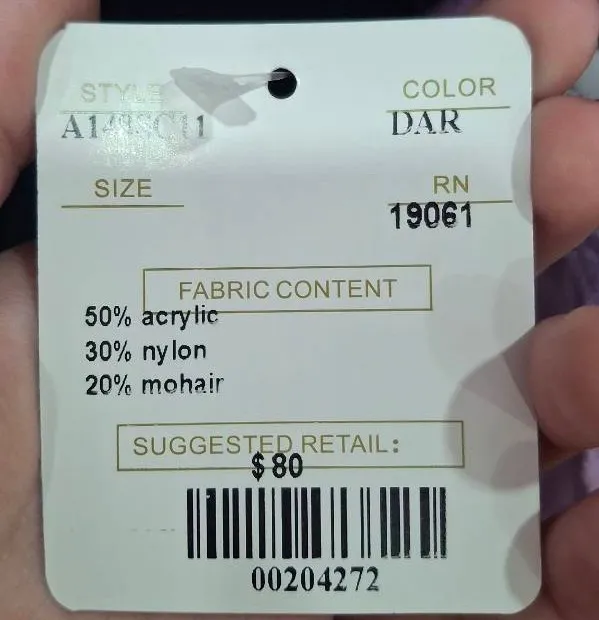 STYLE
COLOR
DAR
SIZE
RN
19061
FABRIC CONTENT
50% acrylic
30% nylon
20% mohair
SUGGESTED RETAIL:
$80
00204272